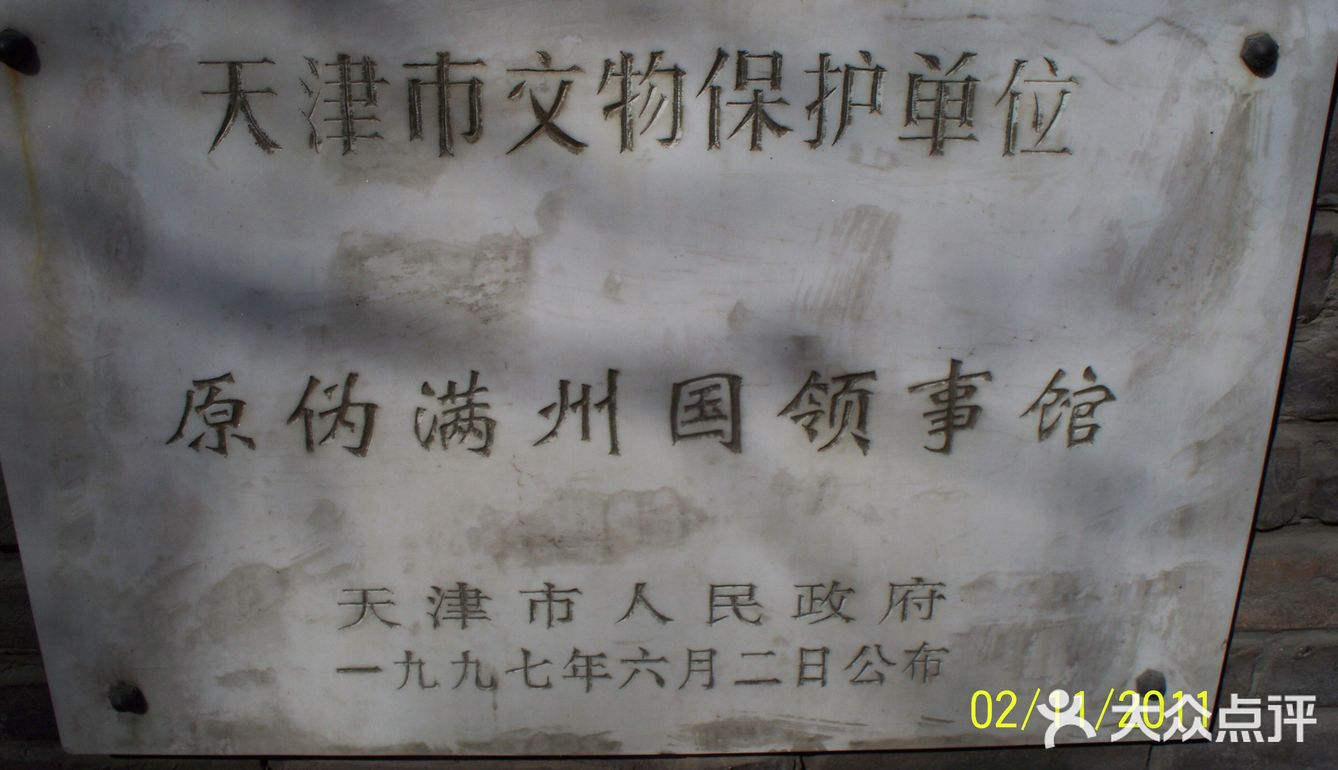 天津市文物保护单位
原伪满州国领事馆
天津市人民政府
一九九七年六月二日公布
02/11/2011
大众点评